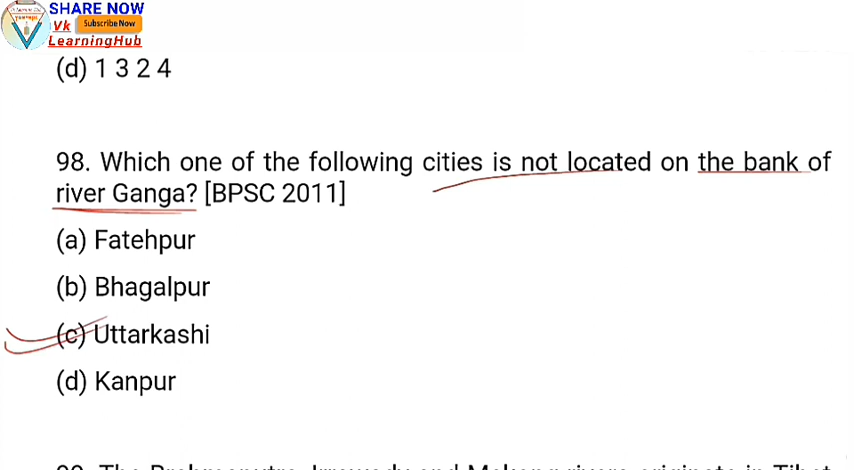 SHARE NOW
Vk Subscribe Now
LearningHub
(d) 1 3 2 4
98. Which one of the following cities is not located on the bank of
river Ganga? [BPSC 2011]
(a) Fatehpur
(b) Bhagalpur
(c) Uttarkashi
(d) Kanpur